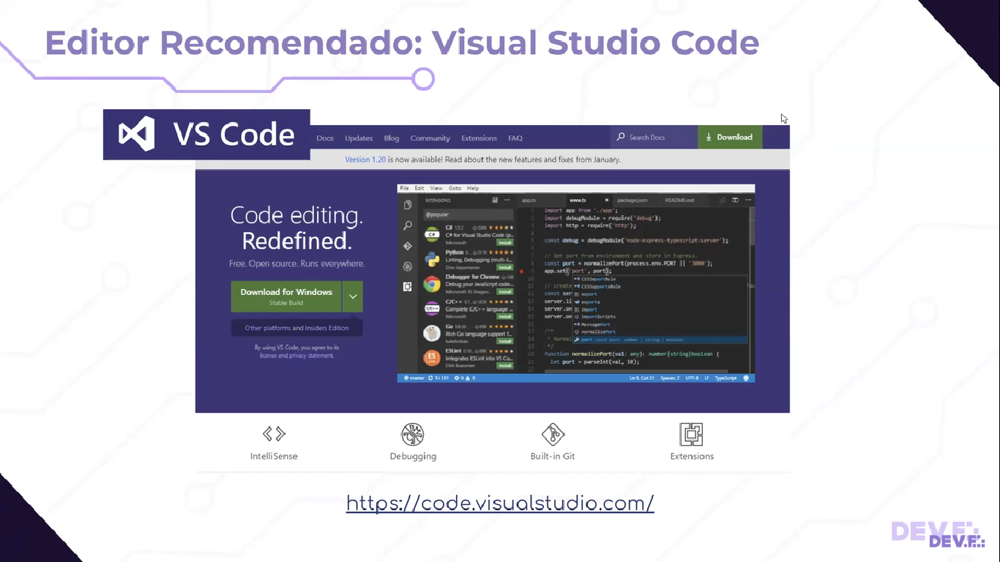 Editor Recomendado: Visual Studio Code
VS Code
Docs Updates Blog Community Extensions FAQ Search Docs Download
Version 1.20 is now available! Read about the new features and fixes from January.
Code editing.
Redefined.
Free. Open source. Runs everywhere.
Download for Windows
Stable Build
Other platforms and Insiders Edition
By using VS Code, you agree to its
license and privacy statement.
File Edit View Goto Help
EXTENSIONS
@popular
C# 1.2.2
C# for Visual Studio Code (p
Microsoft
Install
Python
Linting, Debugging (multi-t
Install
Debugger for Chrome
Debug your JavaScript code...
Install
C/C++
Complete C/C++ language
Microsoft
Install
Go
Rich Go language support f
lukehoban
Install
ESLint
Integrates ESLint into VS Co
Install
app.ts www.ts package.json README.md
import app from './app';
import debugModule = require('debug');
import http = require('http');
const debug = debugModule('node-express-typescript:server');
// Get port from environment and store in Express.
const port = normalizePort(process.env.PORT || '3000');
app.set('port', port);
// create
const ser
server.li
server.on
server.on
/**
* Normal
*/
function normalizePort(val: any): number|string|boolean {
let port = parseInt(val, 10);
CSSImportRule
CSSSupportsRule
export
exports
import
importScripts
MessagePort
normalizePort
port const port: number | string | boolean
master
Ln 9, Col 21 Spaces: 2 UTF-8 LF TypeScript
IntelliSense
Debugging
Built-in Git
Extensions
https://code.visualstudio.com/
DEV.F.:
DEV.F.: